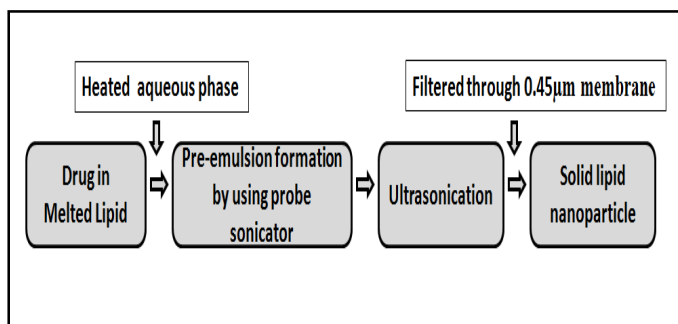 Heated aqueous phase
Filtered through 0.45µm membrane
Drug in
Melted Lipid
Pre-emulsion formation
by using probe
sonicator
Ultrasonication
Solid lipid
nanoparticle